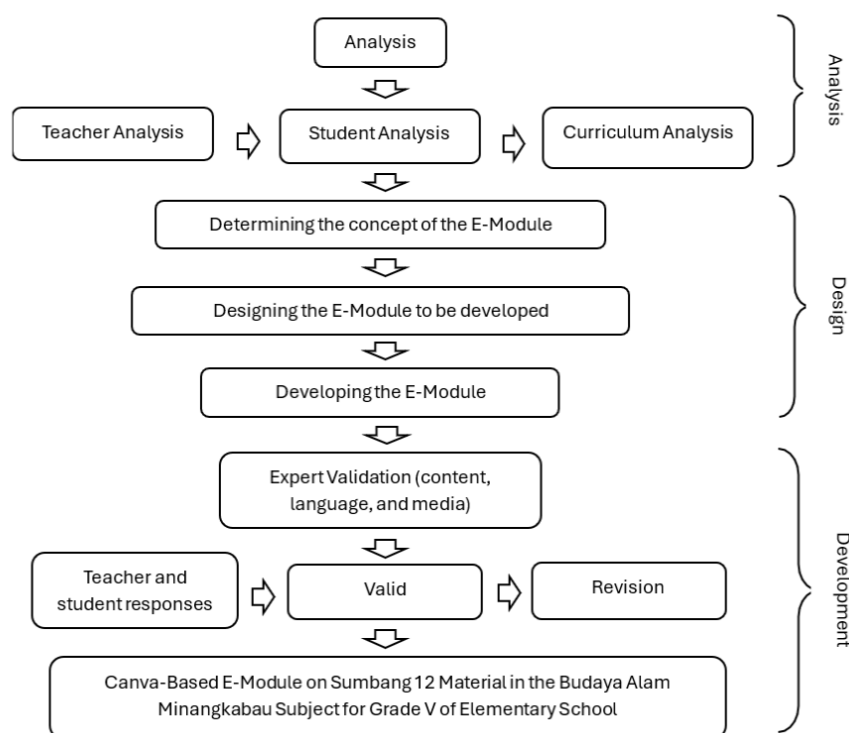 Analysis
Analysis
Teacher Analysis
Student Analysis
Curriculum Analysis
Determining the concept of the E-Module
Designing the E-Module to be developed
Design
Developing the E-Module
Expert Validation (content,
language, and media)
Development
Teacher and
student responses
Valid
Revision
Canva-Based E-Module on Sumbang 12 Material in the Budaya Alam
Minangkabau Subject for Grade V of Elementary School